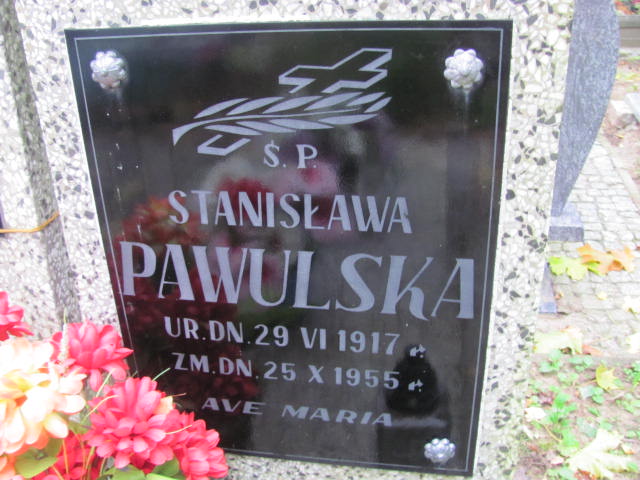 Ś.P.
STANISŁAWA
PAWULSKA
UR.DN.29 VI 1917 r.
ZM.DN.25 X 1955 r.
AVE MARIA